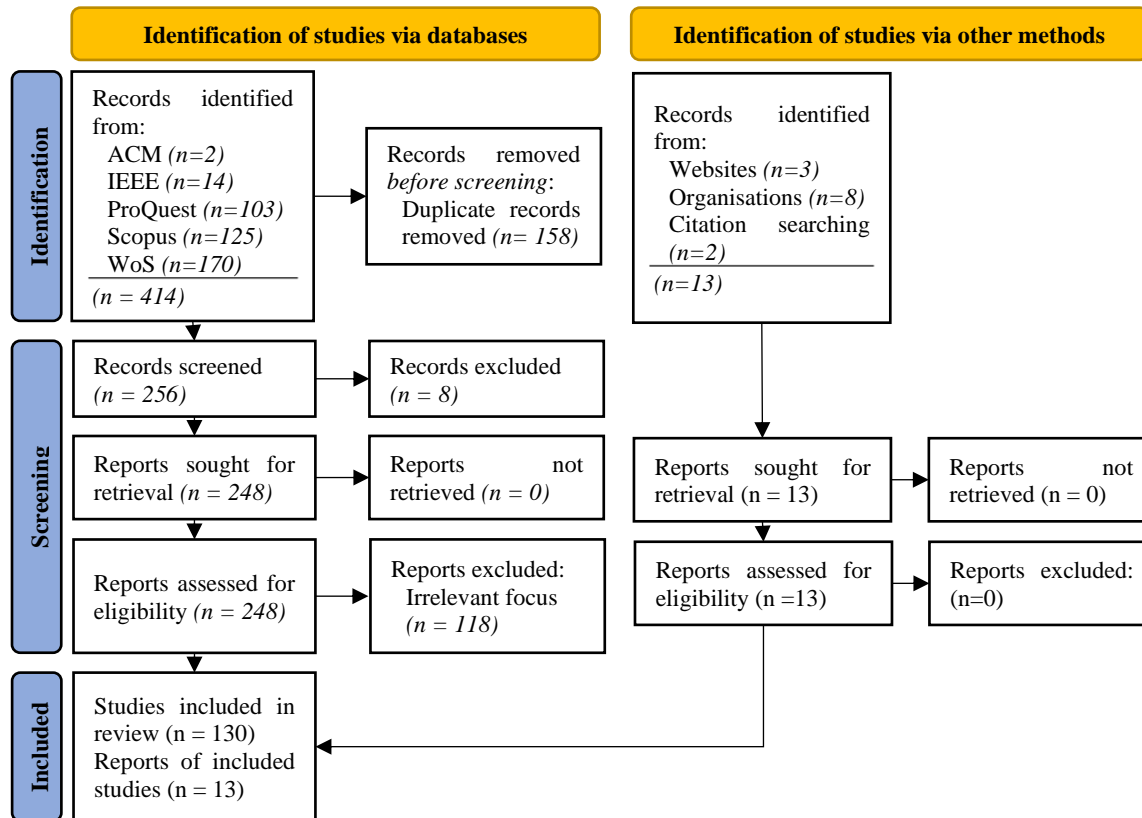 Identification of studies via databases
Identification of studies via other methods
Identification
Records identified
from:
ACM (n=2)
IEEE (n=14)
ProQuest (n=103)
Scopus (n=125)
WoS (n=170)
(n = 414)
Records removed
before screening:
Duplicate records
removed (n= 158)
Records identified
from:
Websites (n=3)
Organisations (n=8)
Citation searching
(n=2)
(n=13)
Screening
Records screened
(n = 256)
Records excluded
(n = 8)
Reports sought for
retrieval (n = 248)
Reports not
retrieved (n = 0)
Reports sought for
retrieval (n = 13)
Reports not
retrieved (n = 0)
Reports assessed for
eligibility (n = 248)
Reports excluded:
Irrelevant focus
(n = 118)
Reports assessed for
eligibility (n =13)
Reports excluded:
(n=0)
Included
Studies included in
review (n = 130)
Reports of included
studies (n = 13)